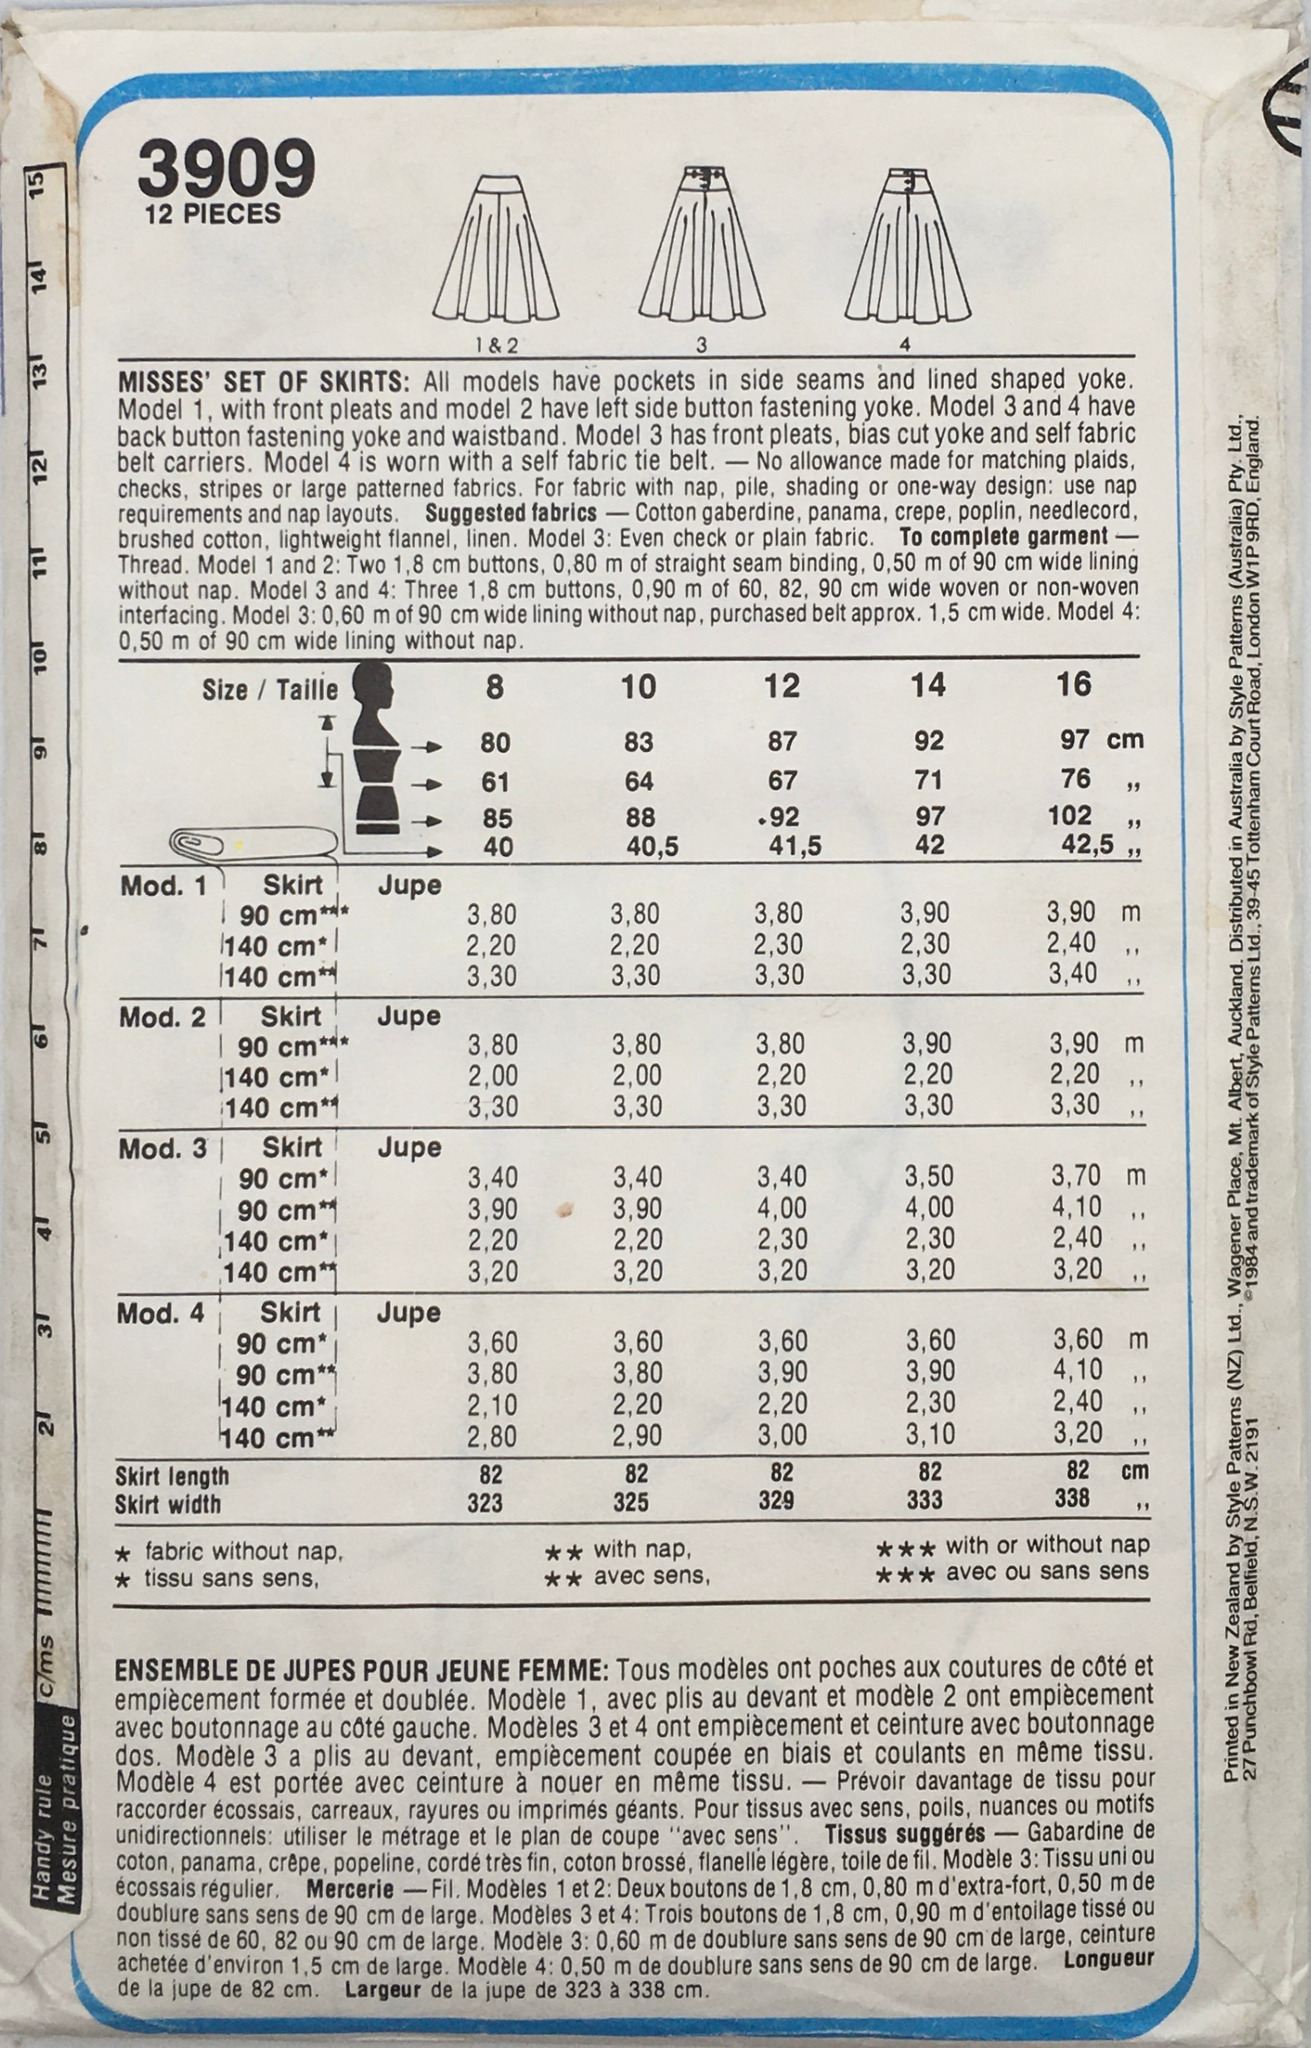 3909
12 PIECES
1 & 2
3
4
MISSES' SET OF SKIRTS: All models have pockets in side seams and lined shaped yoke.
Model 1, with front pleats and model 2 have left side button fastening yoke. Model 3 and 4 have
back button fastening yoke and waistband. Model 3 has front pleats, bias cut yoke and self fabric
belt carriers. Model 4 is worn with a self fabric tie belt. — No allowance made for matching plaids,
checks, stripes or large patterned fabrics. For fabric with nap, pile, shading or one-way design: use nap
requirements and nap layouts. Suggested fabrics — Cotton gaberdine, panama, crepe, poplin, needlecord,
brushed cotton, lightweight flannel, linen. Model 3: Even check or plain fabric. To complete garment —
Thread. Model 1 and 2: Two 1,8 cm buttons, 0,80 m of straight seam binding, 0,50 m of 90 cm wide lining
without nap. Model 3 and 4: Three 1,8 cm buttons, 0,90 m of 60, 82, 90 cm wide woven or non-woven
interfacing. Model 3: 0,60 m of 90 cm wide lining without nap, purchased belt approx. 1,5 cm wide. Model 4:
0,50 m of 90 cm wide lining without nap.
Size / Taille 8 10 12 14 16
80 83 87 92 97 cm
61 64 67 71 76 ,,
85 88 92 97 102 ,,
40 40,5 41,5 42 42,5 ,,
Mod. 1 Skirt Jupe
90 cm*** 3,80 3,80 3,80 3,90 3,90 m
140 cm* 2,20 2,20 2,30 2,30 2,40 ,,
140 cm** 3,30 3,30 3,30 3,30 3,40 ,,
Mod. 2 Skirt Jupe
90 cm*** 3,80 3,80 3,80 3,90 3,90 m
140 cm* 2,00 2,00 2,20 2,20 2,20 ,,
140 cm** 3,30 3,30 3,30 3,30 3,30 ,,
Mod. 3 Skirt Jupe
90 cm* 3,40 3,40 3,40 3,50 3,70 m
90 cm** 3,90 3,90 4,00 4,00 4,10 ,,
140 cm* 2,20 2,20 2,30 2,30 2,40 ,,
140 cm** 3,20 3,20 3,20 3,20 3,20 ,,
Mod. 4 Skirt Jupe
90 cm* 3,60 3,60 3,60 3,60 3,60 m
90 cm** 3,80 3,80 3,90 3,90 4,10 ,,
140 cm* 2,10 2,20 2,20 2,30 2,40 ,,
140 cm** 2,80 2,90 3,00 3,10 3,20 ,,
Skirt length 82 82 82 82 82 cm
Skirt width 323 325 329 333 338 ,,
* fabric without nap, ** with nap, *** with or without nap
* tissu sans sens, ** avec sens, *** avec ou sans sens
ENSEMBLE DE JUPES POUR JEUNE FEMME: Tous modèles ont poches aux coutures de côté et
empiècement formée et doublée. Modèle 1, avec plis au devant et modèle 2 ont empiècement
avec boutonnage au côté gauche. Modèles 3 et 4 ont empiècement et ceinture avec boutonnage
dos. Modèle 3 a plis au devant, empiècement coupée en biais et coulants en même tissu.
Modèle 4 est portée avec ceinture à nouer en même tissu. — Prévoir davantage de tissu pour
raccorder écossais, carreaux, rayures ou imprimés géants. Pour tissus avec sens, poils, nuances ou motifs
unidirectionnels: utiliser le métrage et le plan de coupe "avec sens". Tissus suggérés — Gabardine de
coton, panama, crêpe, popeline, cordé très fin, coton brossé, flanelle légère, toile de fil. Modèle 3: Tissu uni ou
écossais régulier. Mercerie — Fil. Modèles 1 et 2: Deux boutons de 1,8 cm, 0,80 m d'extra-fort, 0,50 m de
doublure sans sens de 90 cm de large. Modèles 3 et 4: Trois boutons de 1,8 cm, 0,90 m d'entoilage tissé ou
non tissé de 60, 82 ou 90 cm de large. Modèle 3: 0,60 m de doublure sans sens de 90 cm de large, ceinture
achetée d'environ 1,5 cm de large. Modèle 4: 0,50 m de doublure sans sens de 90 cm de large. Longueur
de la jupe de 82 cm. Largeur de la jupe de 323 à 338 cm.
Handy rule c/ms 2 3 4 5 6 7 8 9 10 11 12 13 14 15
Mesure pratique
Printed in New Zealand by Style Patterns (NZ) Ltd., Wagener Place, Mt. Albert, Auckland. Distributed in Australia by Style Patterns (Australia) Pty. Ltd.,
27 Punchbowl Rd, Belfield, N.S.W. 2191 ©1984 and trademark of Style Patterns Ltd., 39-45 Tottenham Court Road, London W1P 9RD, England.